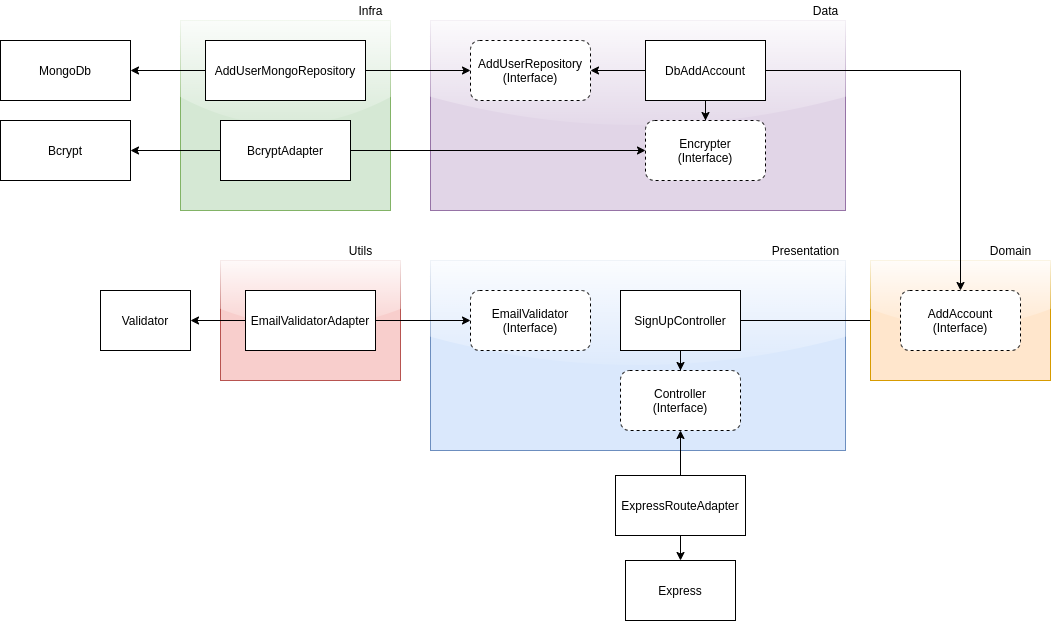 Infra
Data
MongoDb
AddUserMongoRepository
AddUserRepository
(Interface)
DbAddAccount
Bcrypt
BcryptAdapter
Encrypter
(Interface)
Utils
Presentation
Domain
Validator
EmailValidatorAdapter
EmailValidator
(Interface)
SignUpController
AddAccount
(Interface)
Controller
(Interface)
ExpressRouteAdapter
Express